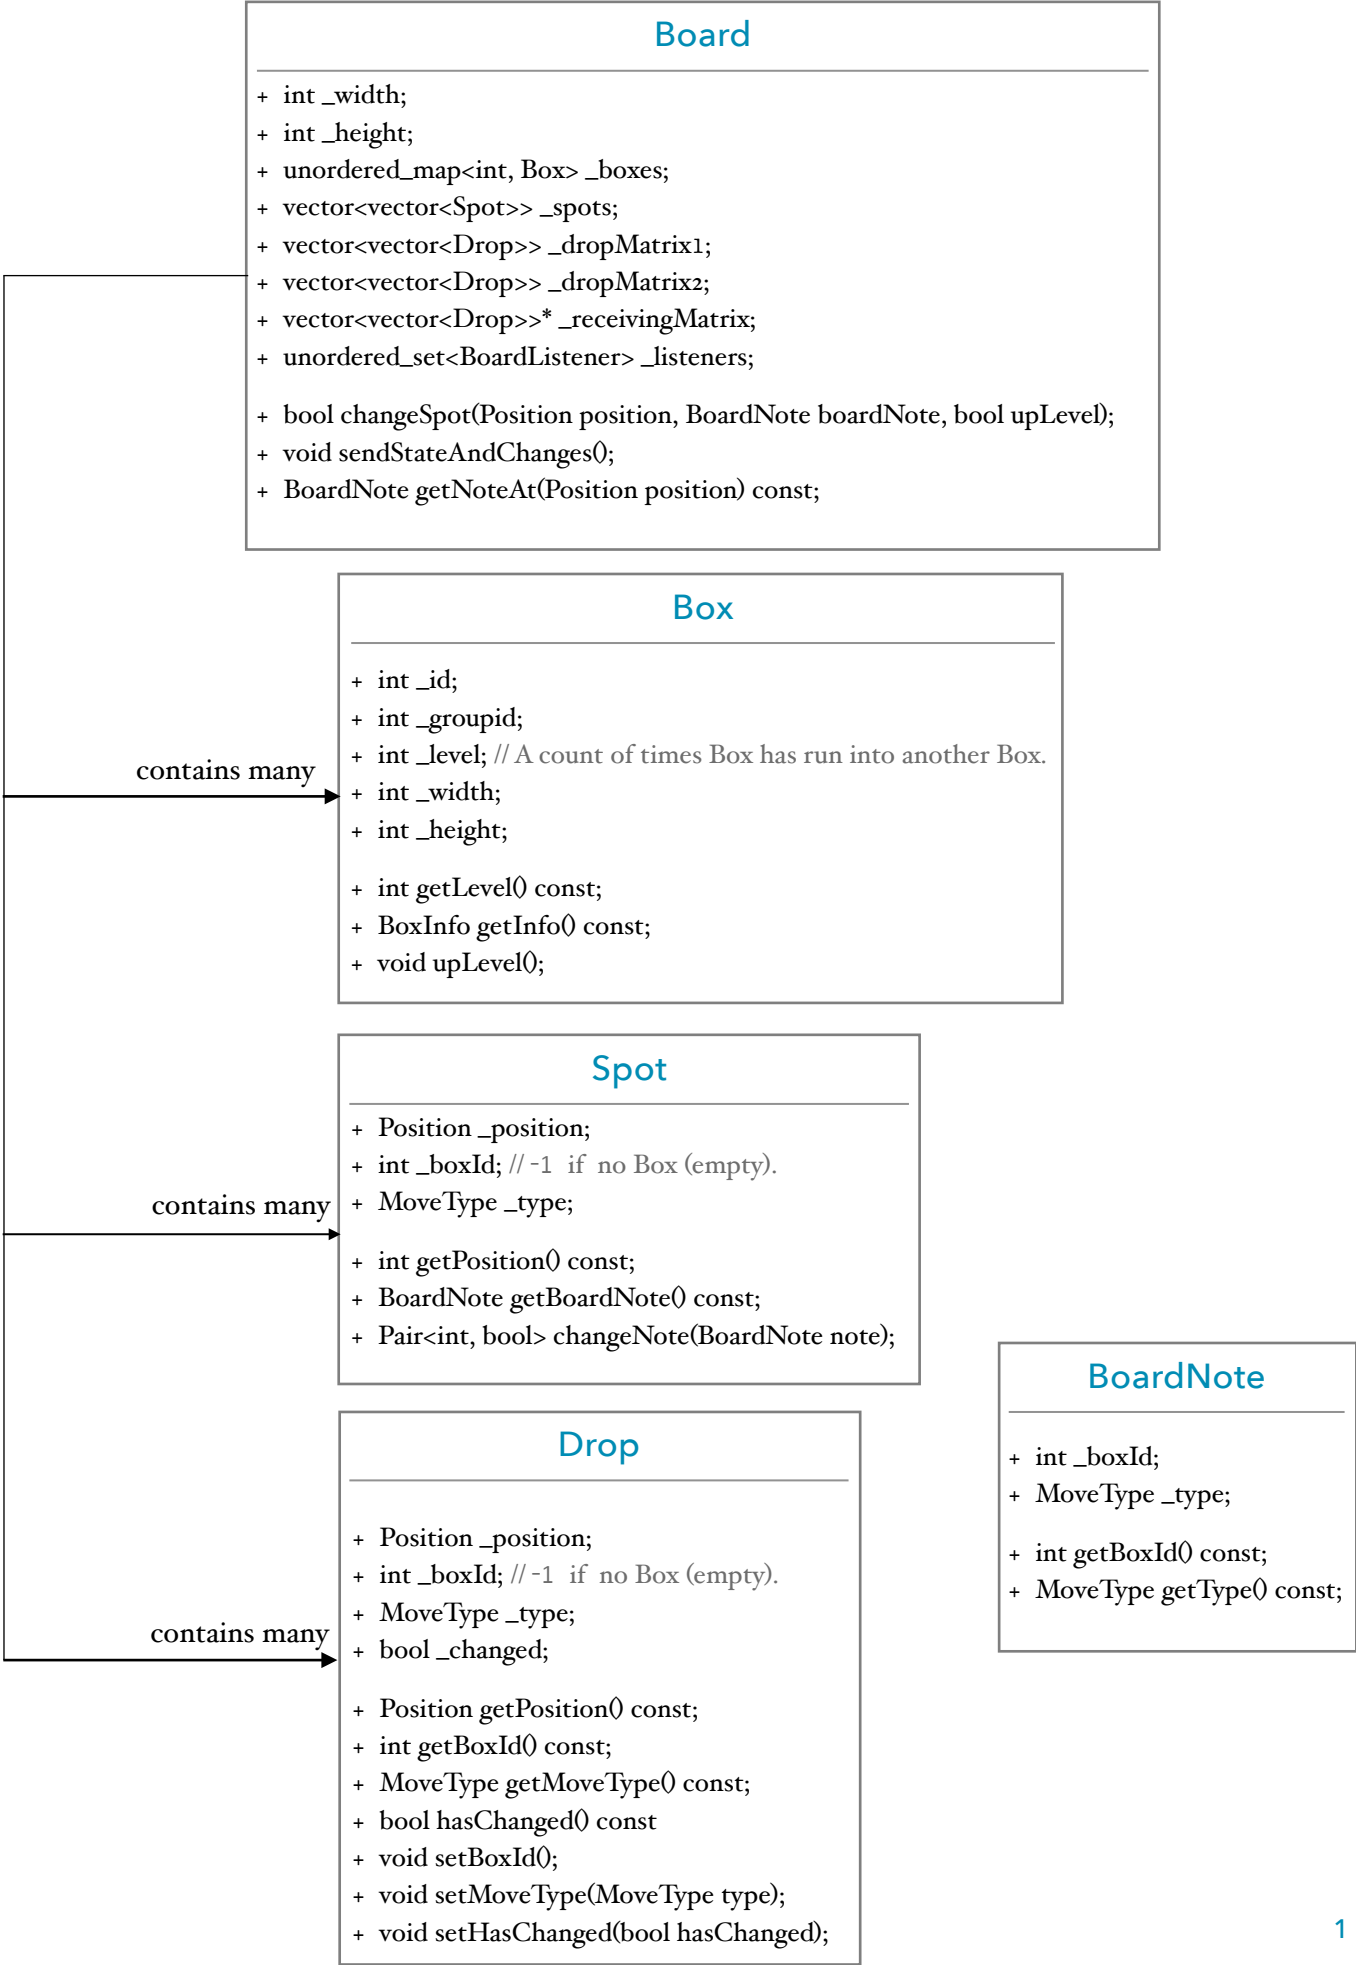 Board
+ int _width;
+ int _height;
+ unordered_map<int, Box> _boxes;
+ vector<vector<Spot>> _spots;
+ vector<vector<Drop>> _dropMatrix1;
+ vector<vector<Drop>> _dropMatrix2;
+ vector<vector<Drop>>* _receivingMatrix;
+ unordered_set<BoardListener> _listeners;
+ bool changeSpot(Position position, BoardNote boardNote, bool upLevel);
+ void sendStateAndChanges();
+ BoardNote getNoteAt(Position position) const;
Box
+ int _id;
+ int _groupid;
+ int _level; // A count of times Box has run into another Box.
contains many
+ int _width;
+ int _height;
+ int getLevel() const;
+ BoxInfo getInfo() const;
+ void upLevel();
Spot
+ Position _position;
+ int _boxId; // -1 if no Box (empty).
+ MoveType _type;
contains many
+ int getPosition() const;
+ BoardNote getBoardNote() const;
+ Pair<int, bool> changeNote(BoardNote note);
BoardNote
+ int _boxId;
+ MoveType _type;
+ int getBoxId() const;
+ MoveType getType() const;
Drop
+ Position _position;
+ int _boxId; // -1 if no Box (empty).
+ MoveType _type;
contains many
+ bool _changed;
+ Position getPosition() const;
+ int getBoxId() const;
+ MoveType getMoveType() const;
+ bool hasChanged() const
+ void setBoxId();
+ void setMoveType(MoveType type);
+ void setHasChanged(bool hasChanged);
1